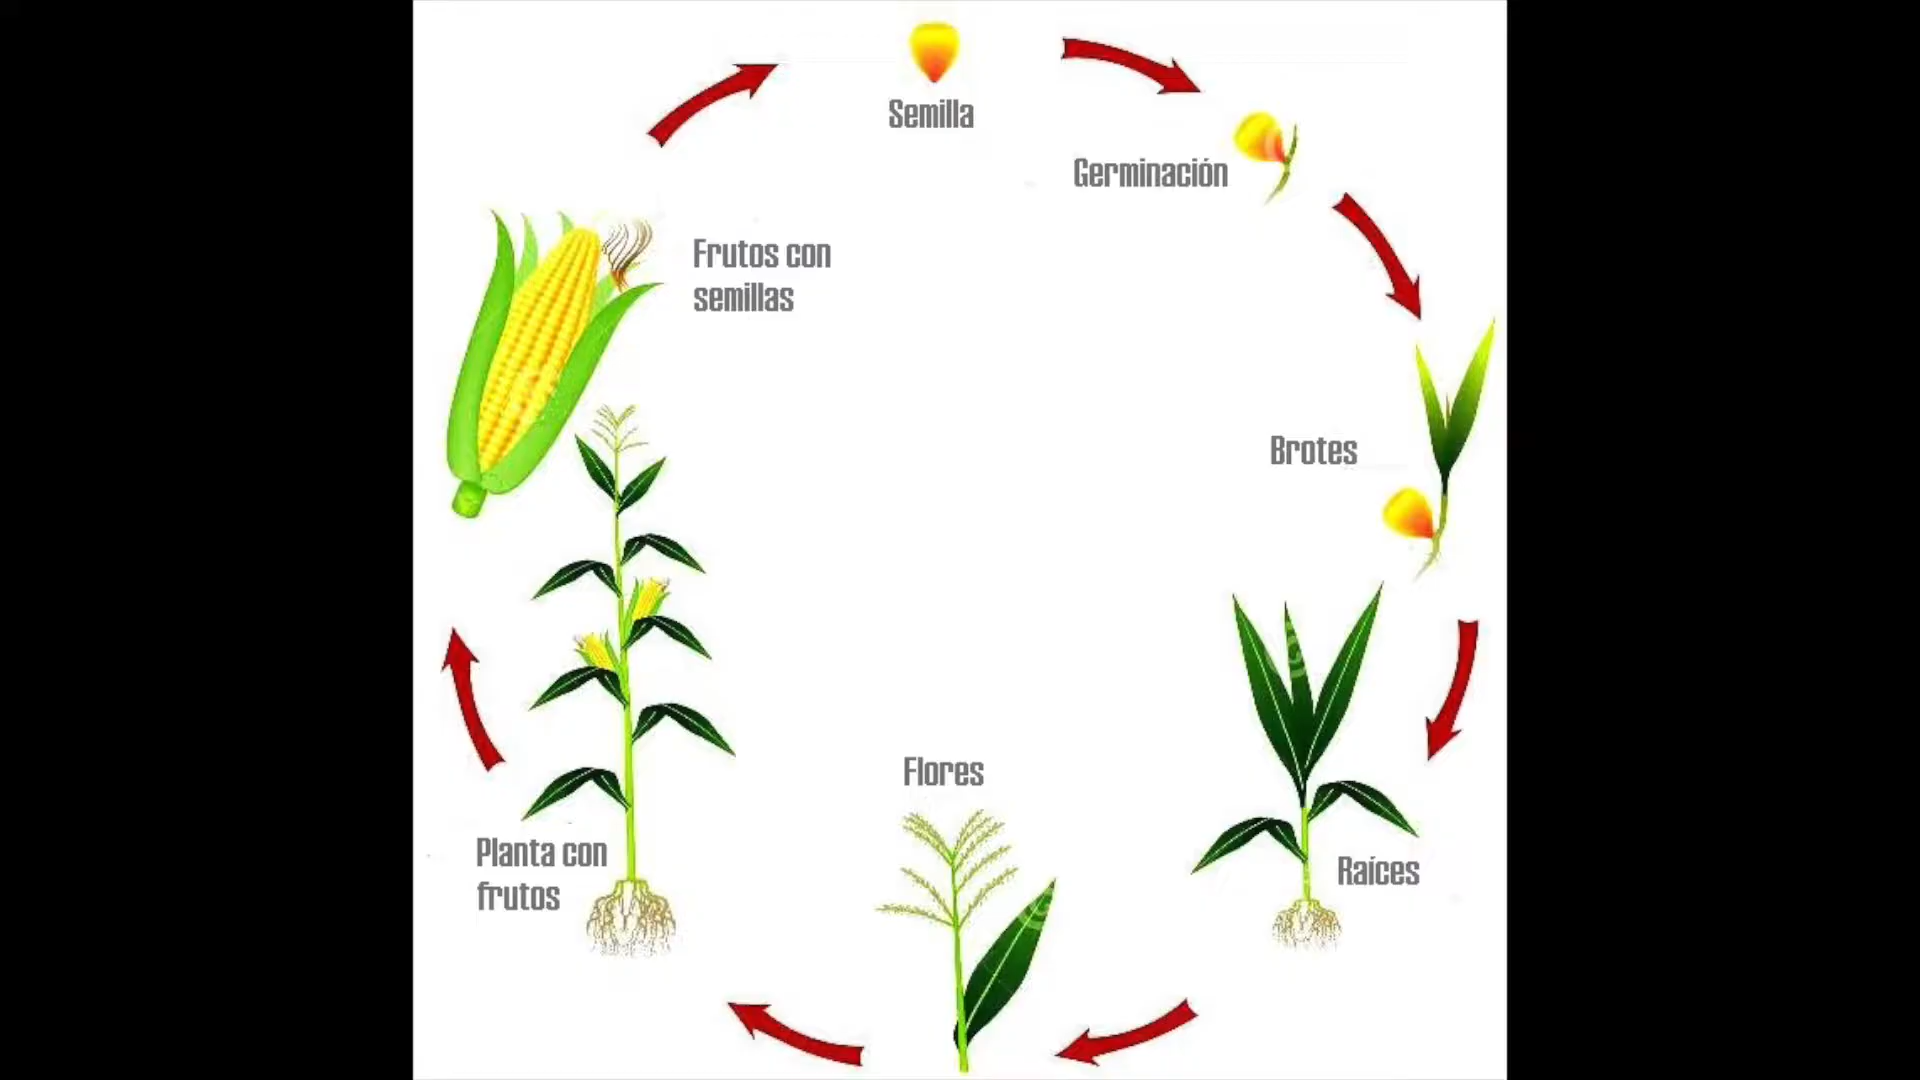 Semilla
Germinación
Frutos con
semillas
Brotes
Flores
Planta con
frutos
Raíces